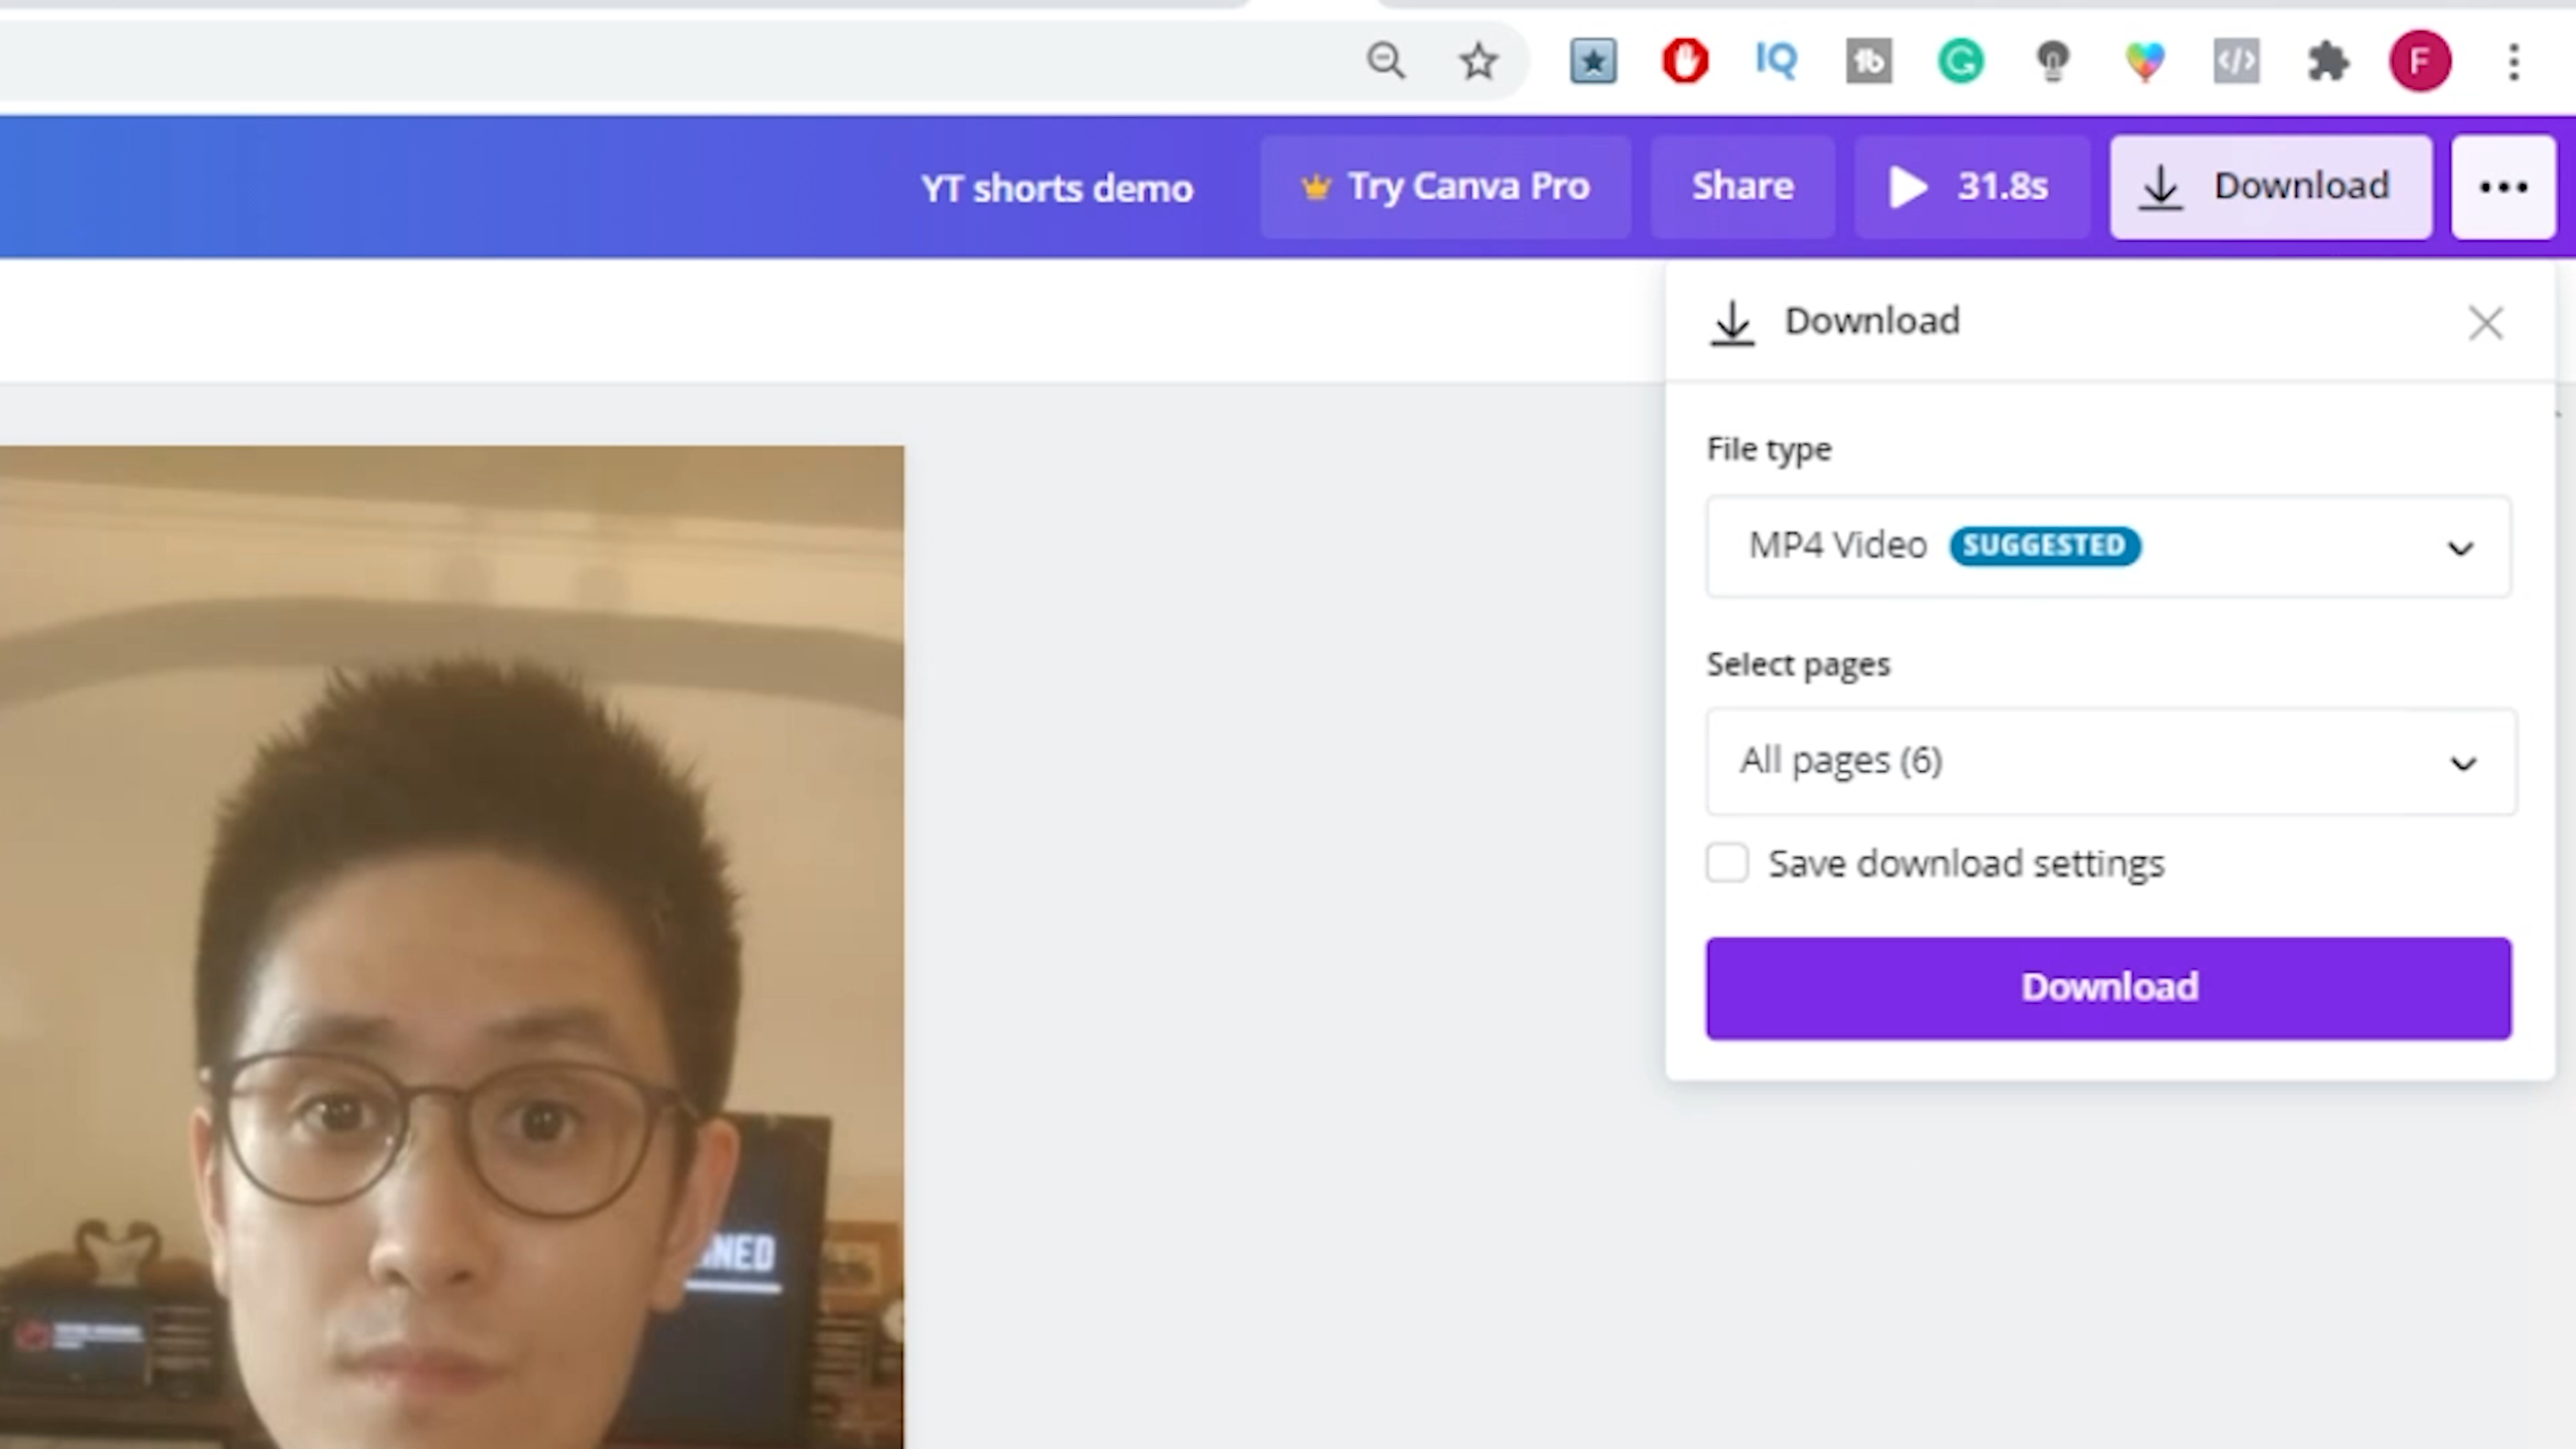 IQ
tb
G
</>
F
YT shorts demo
Try Canva Pro
Share
31.8s
Download
Download
File type
MP4 Video SUGGESTED
Select pages
All pages (6)
Save download settings
Download